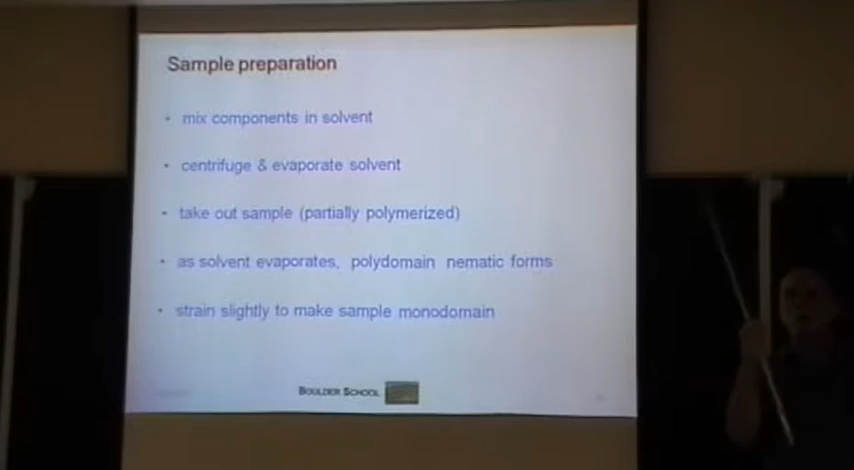 Sample preparation
• mix components in solvent
• centrifuge & evaporate solvent
• take out sample (partially polymerized)
• as solvent evaporates, polydomain nematic forms
• strain slightly to make sample monodomain
BOULDER SCHOOL